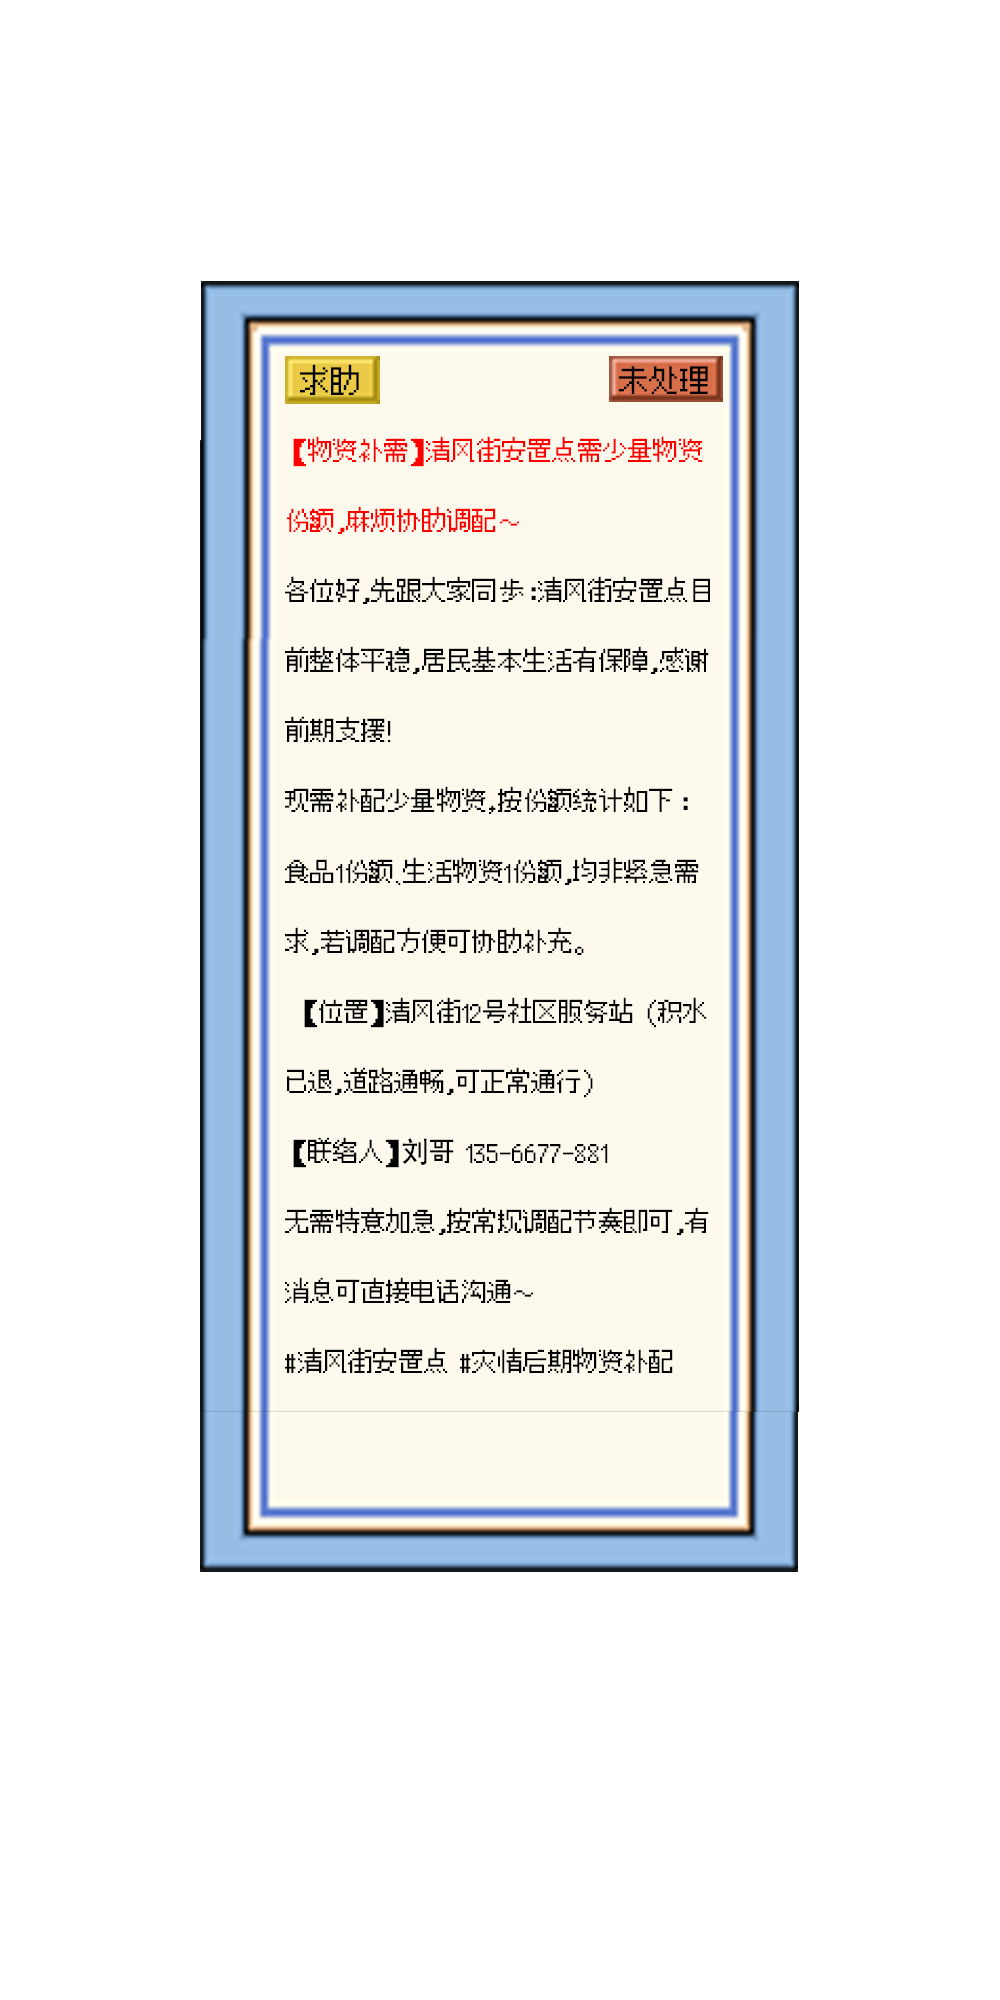 求助 未处理
【物资补需】清风街安置点需少量物资
份额,麻烦协助调配～
各位好,先跟大家同步:清风街安置点目
前整体平稳,居民基本生活有保障,感谢
前期支援!
现需补配少量物资,按份额统计如下：
食品1份额、生活物资1份额,均非紧急需
求,若调配方便可协助补充。
【位置】清风街12号社区服务站（积水
已退,道路通畅,可正常通行）
【联络人】刘哥 135-6677-881
无需特意加急,按常规调配节奏即可,有
消息可直接电话沟通～
#清风街安置点 #灾情后期物资补配